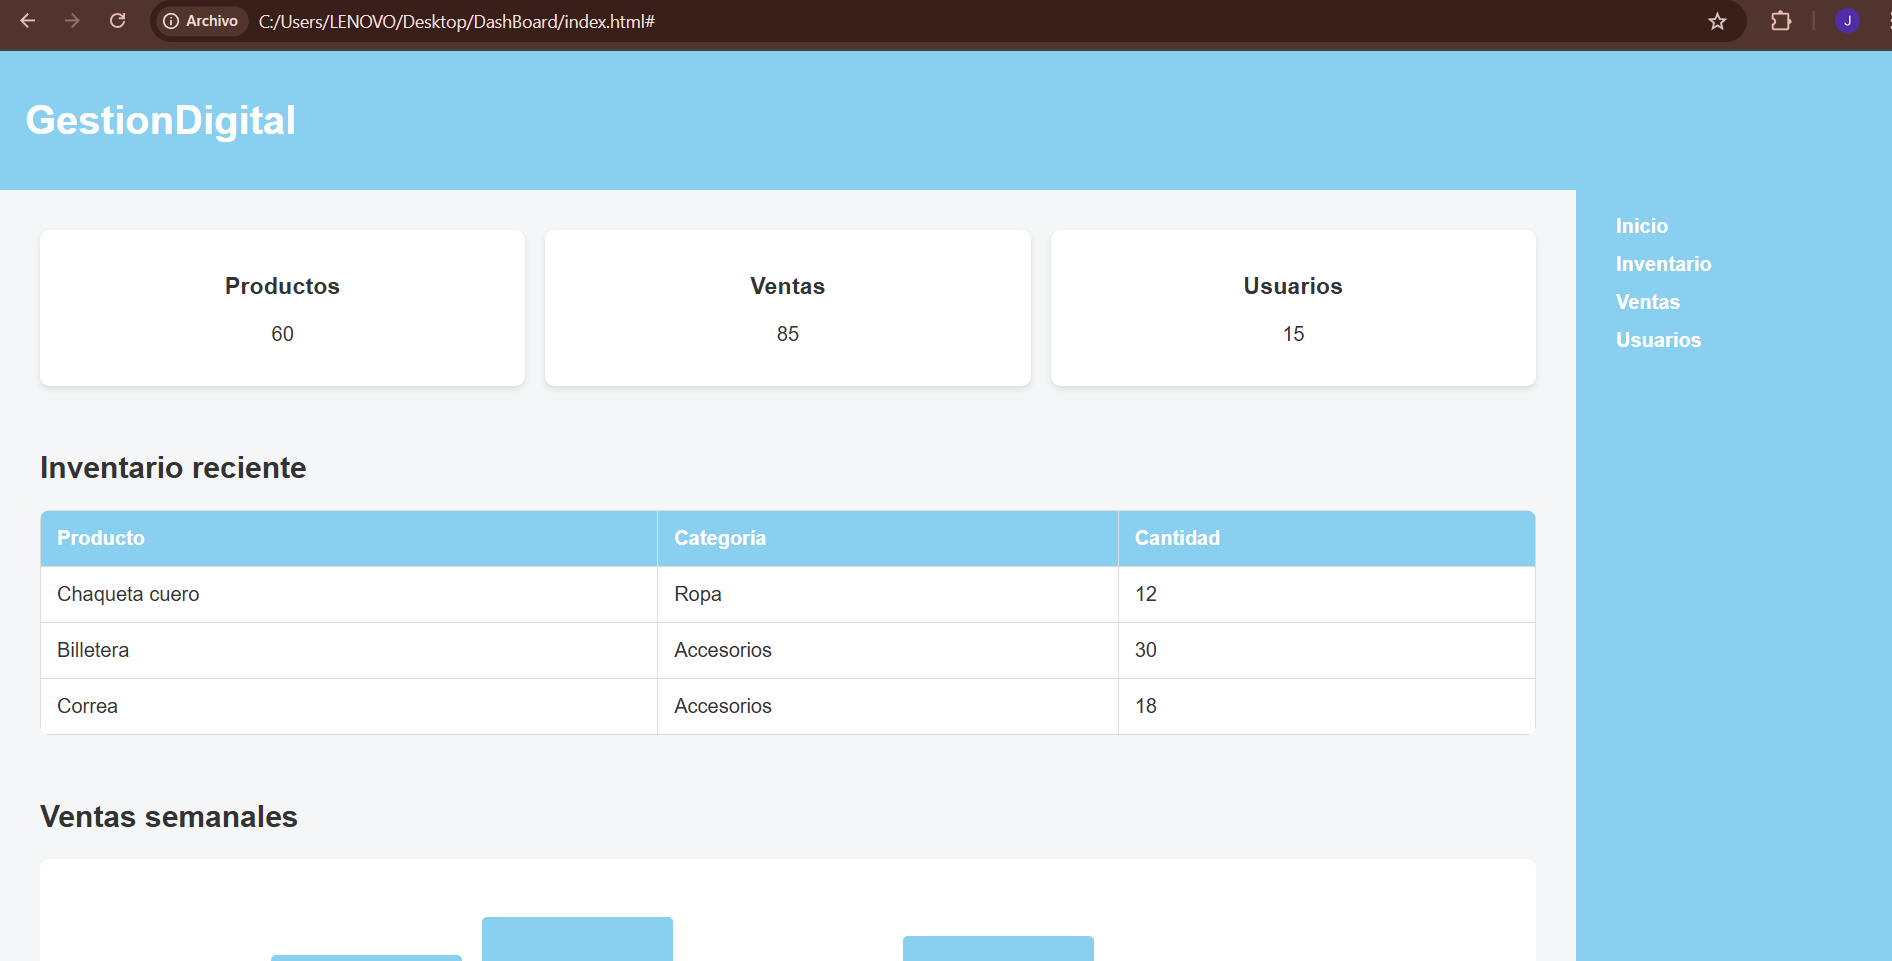 Archivo C:/Users/LENOVO/Desktop/DashBoard/index.html# J
GestionDigital
Inicio
Inventario
Ventas
Usuarios
Productos Ventas Usuarios
60 85 15
Inventario reciente
Producto Categoría Cantidad
Chaqueta cuero Ropa 12
Billetera Accesorios 30
Correa Accesorios 18
Ventas semanales